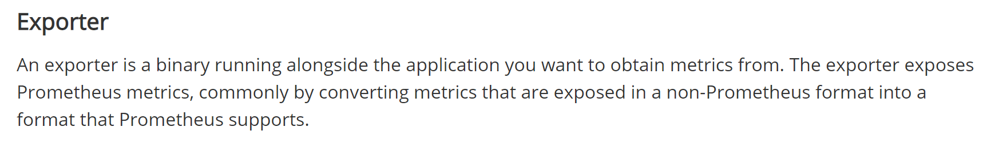 Exporter
An exporter is a binary running alongside the application you want to obtain metrics from. The exporter exposes
Prometheus metrics, commonly by converting metrics that are exposed in a non-Prometheus format into a
format that Prometheus supports.